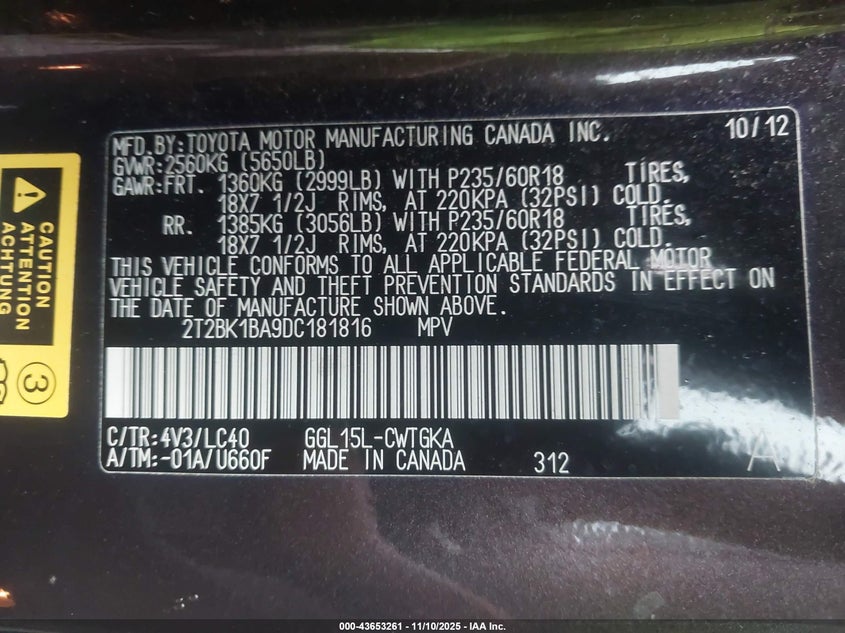 MFD.BY:TOYOTA MOTOR MANUFACTURING CANADA INC. 10/12
GVWR:2560KG (5650LB)
GAWR:FRT. 1360KG (2999LB) WITH P235/60R18 TIRES,
18X7 1/2J RIMS, AT 220KPA (32PSI) COLD.
RR. 1385KG (3056LB) WITH P235/60R18 TIRES,
18X7 1/2J RIMS, AT 220KPA (32PSI) COLD.
THIS VEHICLE CONFORMS TO ALL APPLICABLE FEDERAL MOTOR
VEHICLE SAFETY AND THEFT PREVENTION STANDARDS IN EFFECT ON
THE DATE OF MANUFACTURE SHOWN ABOVE.
2T2BK1BA9DC181816 MPV
C/TR:4V3/LC40 GGL15L-CWTGKA
A/TM:-01A/U660F MADE IN CANADA 312 A
CAUTION
ATTENTION
ACHTUNG
3
000-43653261 - 11/10/2025 - IAA Inc.